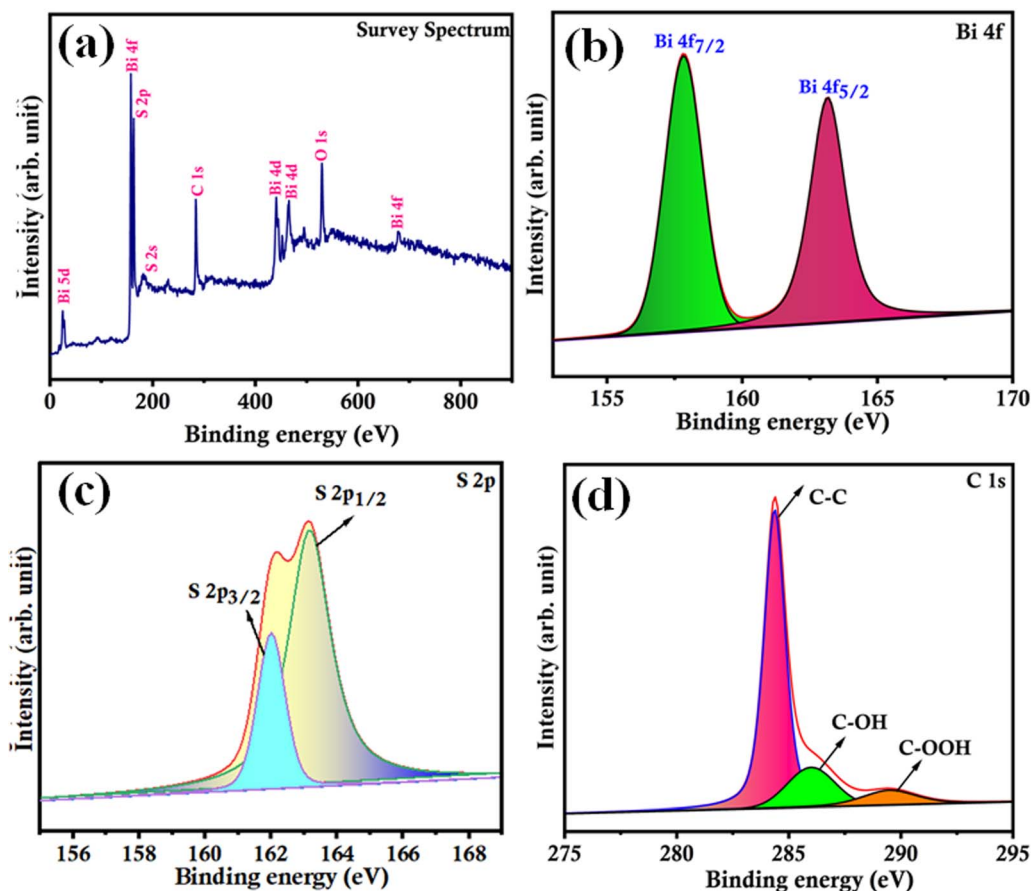 (a)
Survey Spectrum
Bi 4f
S 2p
S 2s
Bi 5d
C 1s
Bi 4d
Bi 4d
O 1s
Bi 4f
Intensity (arb. unit)
0 200 400 600 800
Binding energy (eV)
(b)
Bi 4f
Bi 4f7/2
Bi 4f5/2
Intensity (arb. unit)
155 160 165 170
Binding energy (eV)
(c)
S 2p
S 2p1/2
S 2p3/2
Intensity (arb. unit)
156 158 160 162 164 166 168
Binding energy (eV)
(d)
C 1s
C-C
C-OH
C-OOH
Intensity (arb. unit)
275 280 285 290 295
Binding energy (eV)